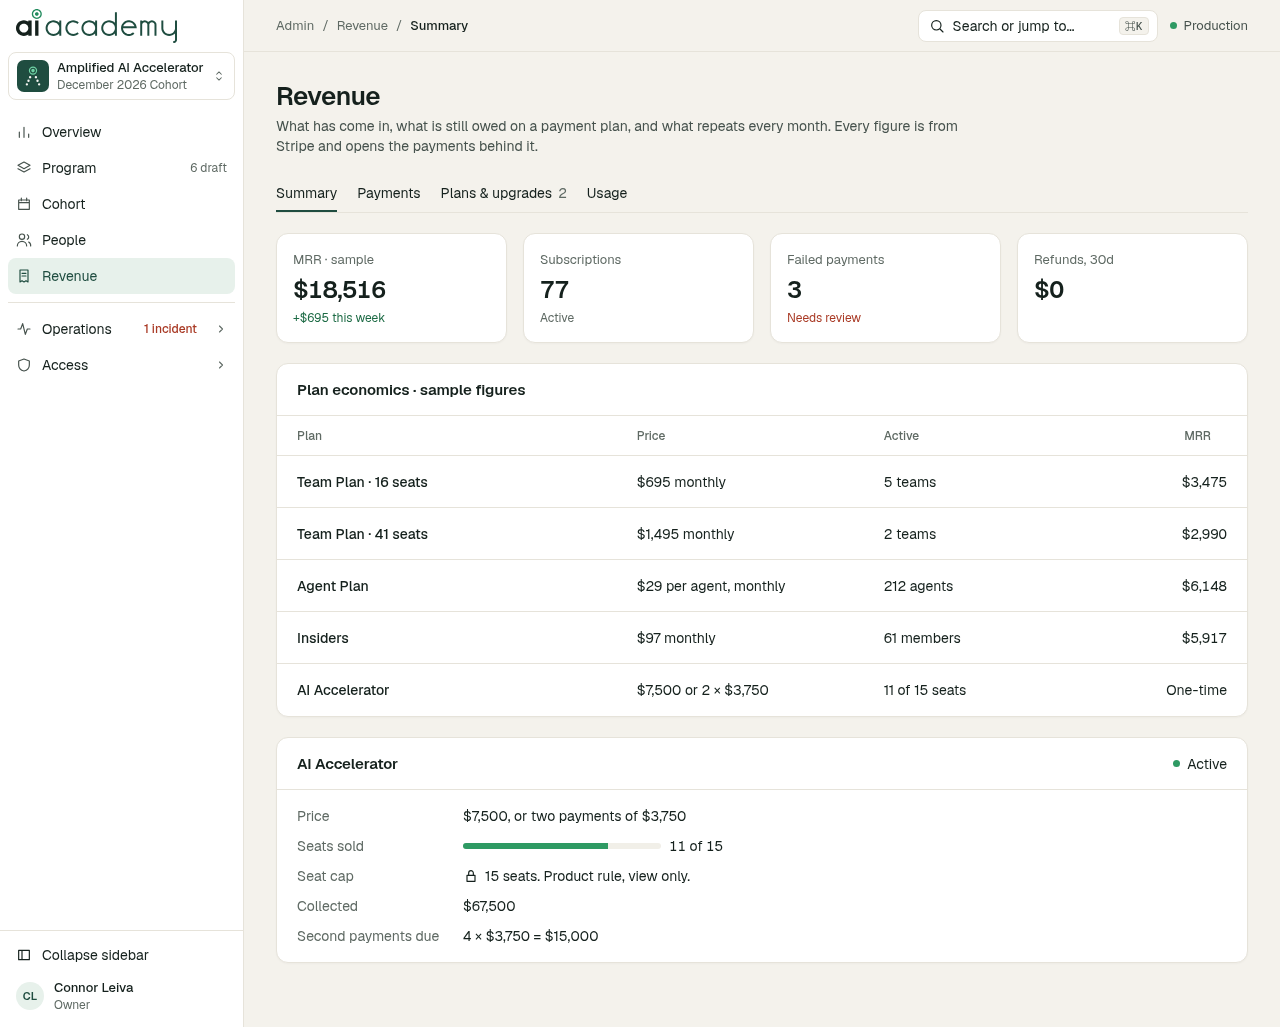 ai academy
Amplified AI Accelerator
December 2026 Cohort
Overview
Program 6 draft
Cohort
People
Revenue
Operations 1 incident
Access
Collapse sidebar
CL
Connor Leiva
Owner
Admin / Revenue / Summary
Search or jump to... ⌘K
Production
Revenue
What has come in, what is still owed on a payment plan, and what repeats every month. Every figure is from
Stripe and opens the payments behind it.
Summary Payments Plans & upgrades 2 Usage
MRR · sample
$18,516
+$695 this week
Subscriptions
77
Active
Failed payments
3
Needs review
Refunds, 30d
$0
Plan economics · sample figures
Plan Price Active MRR
Team Plan · 16 seats $695 monthly 5 teams $3,475
Team Plan · 41 seats $1,495 monthly 2 teams $2,990
Agent Plan $29 per agent, monthly 212 agents $6,148
Insiders $97 monthly 61 members $5,917
AI Accelerator $7,500 or 2 × $3,750 11 of 15 seats One-time
AI Accelerator Active
Price $7,500, or two payments of $3,750
Seats sold 11 of 15
Seat cap 15 seats. Product rule, view only.
Collected $67,500
Second payments due 4 × $3,750 = $15,000